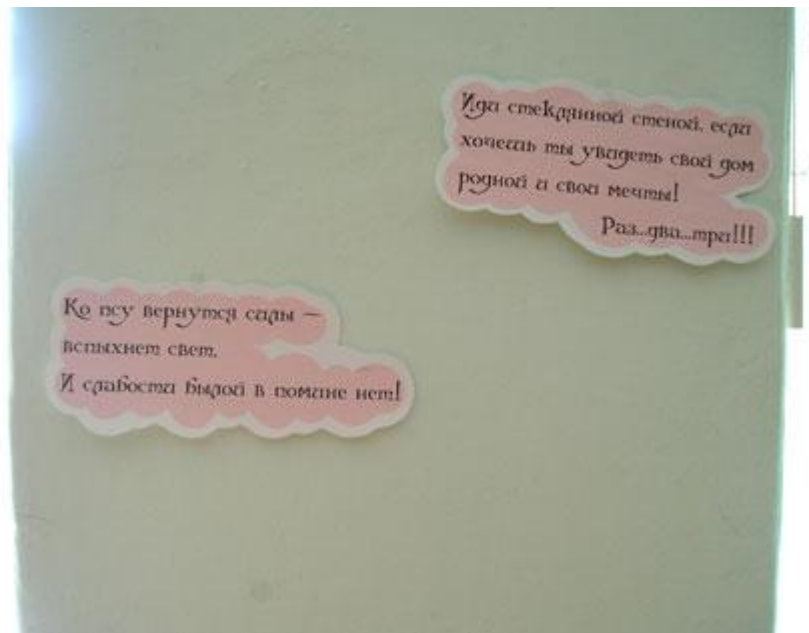 Иди стеклянной стеной, если
хочешь ты увидеть свой дом
родной и свои мечты!
Раз...два...три!!!
Ко псу вернутся силы –
вспыхнет свет,
И слабости былой в помине нет!